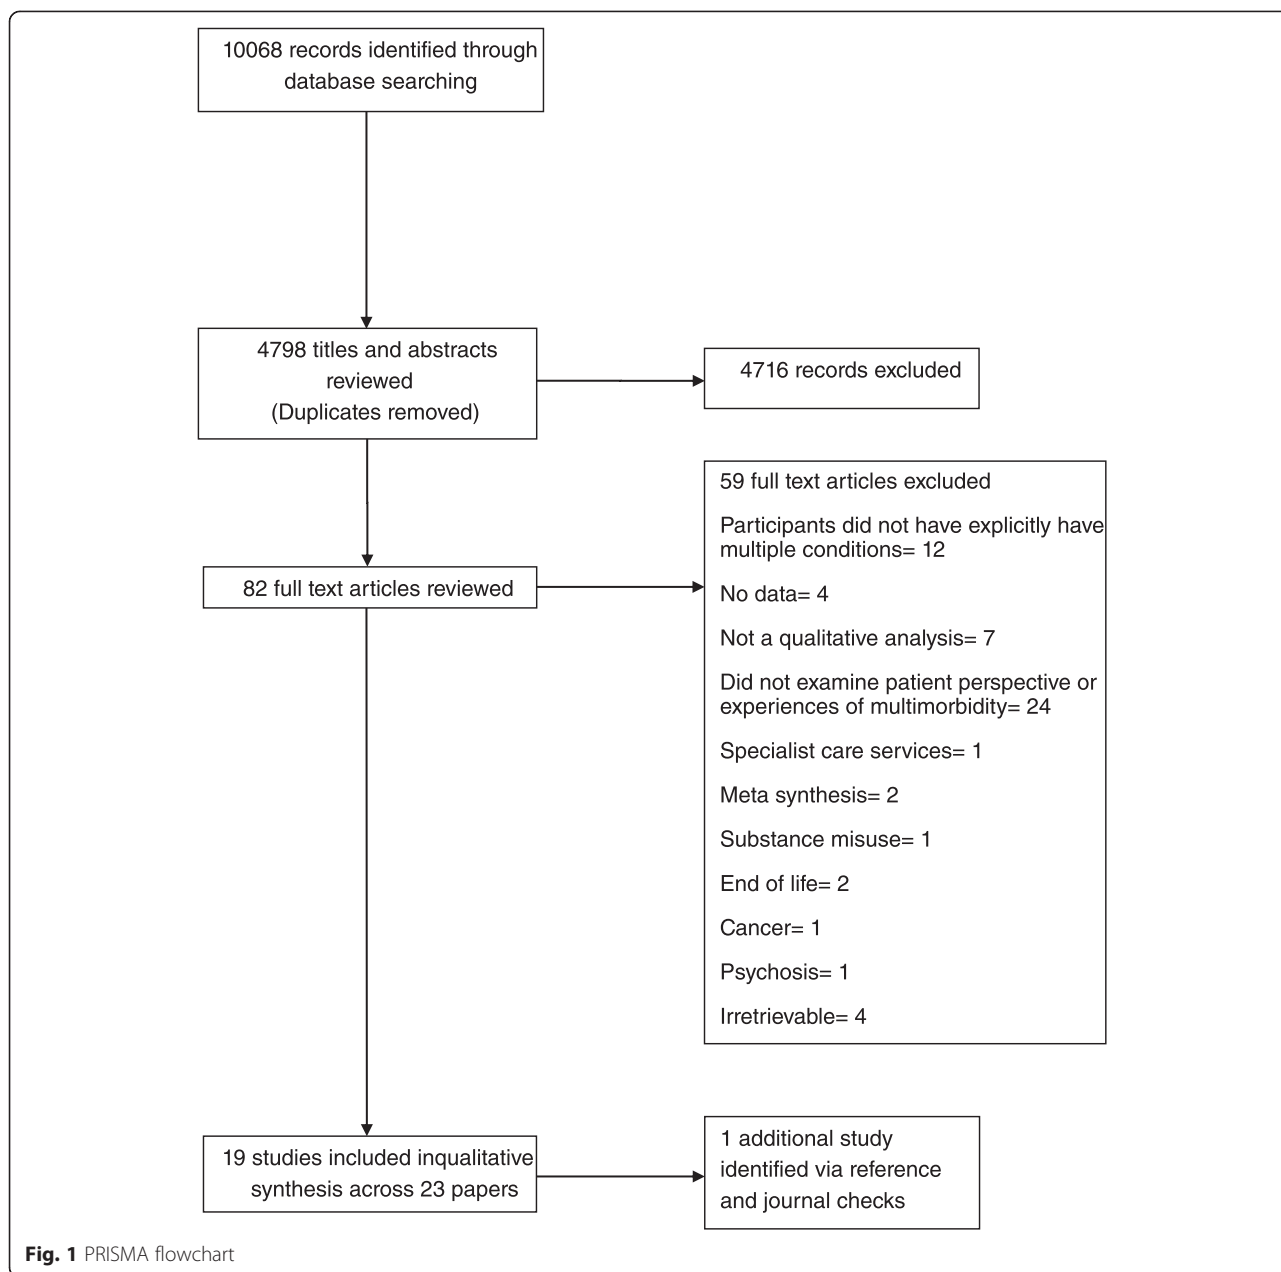 10068 records identified through
database searching
4798 titles and abstracts
reviewed
(Duplicates removed)
4716 records excluded
82 full text articles reviewed
59 full text articles excluded
Participants did not have explicitly have
multiple conditions= 12
No data= 4
Not a qualitative analysis= 7
Did not examine patient perspective or
experiences of multimorbidity= 24
Specialist care services= 1
Meta synthesis= 2
Substance misuse= 1
End of life= 2
Cancer= 1
Psychosis= 1
Irretrievable= 4
19 studies included inqualitative
synthesis across 23 papers
1 additional study
identified via reference
and journal checks
Fig. 1 PRISMA flowchart